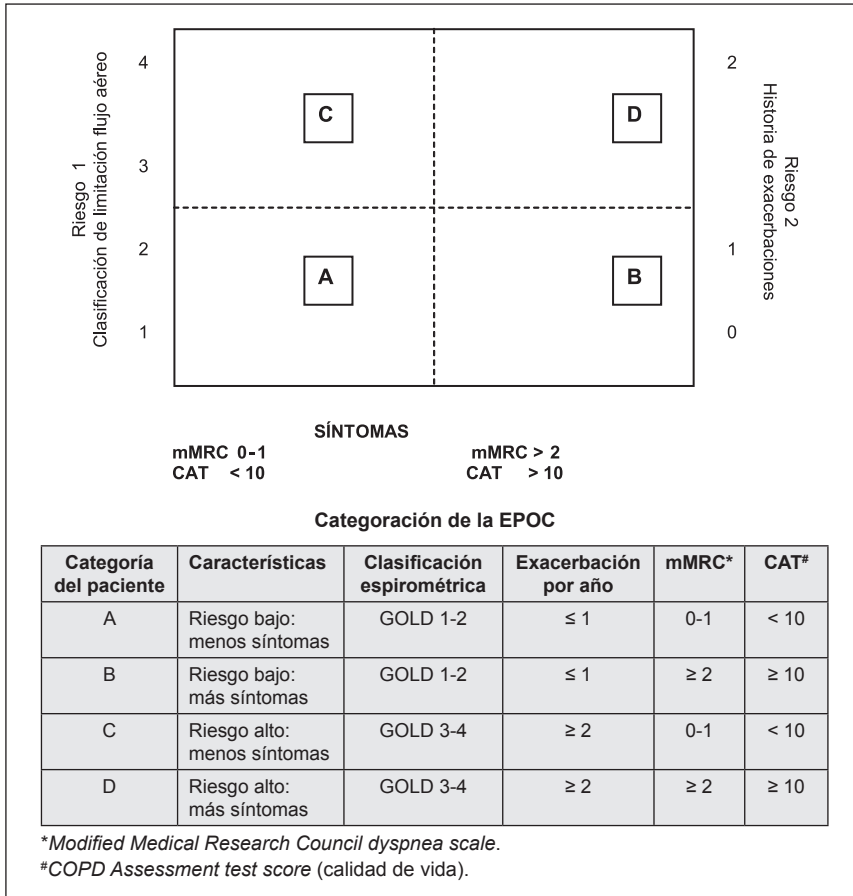 4
3
2
1
Riesgo 1
Clasificación de limitación flujo aéreo
C
D
A
B
2
1
0
Riesgo 2
Historia de exacerbaciones
SÍNTOMAS
mMRC 0-1
CAT < 10
mMRC > 2
CAT > 10
Categoración de la EPOC
Categoría del paciente | Características | Clasificación espirométrica | Exacerbación por año | mMRC* | CAT#
A | Riesgo bajo: menos síntomas | GOLD 1-2 | ≤ 1 | 0-1 | < 10
B | Riesgo bajo: más síntomas | GOLD 1-2 | ≤ 1 | ≥ 2 | ≥ 10
C | Riesgo alto: menos síntomas | GOLD 3-4 | ≥ 2 | 0-1 | < 10
D | Riesgo alto: más síntomas | GOLD 3-4 | ≥ 2 | ≥ 2 | ≥ 10
*Modified Medical Research Council dyspnea scale.
#COPD Assessment test score (calidad de vida).